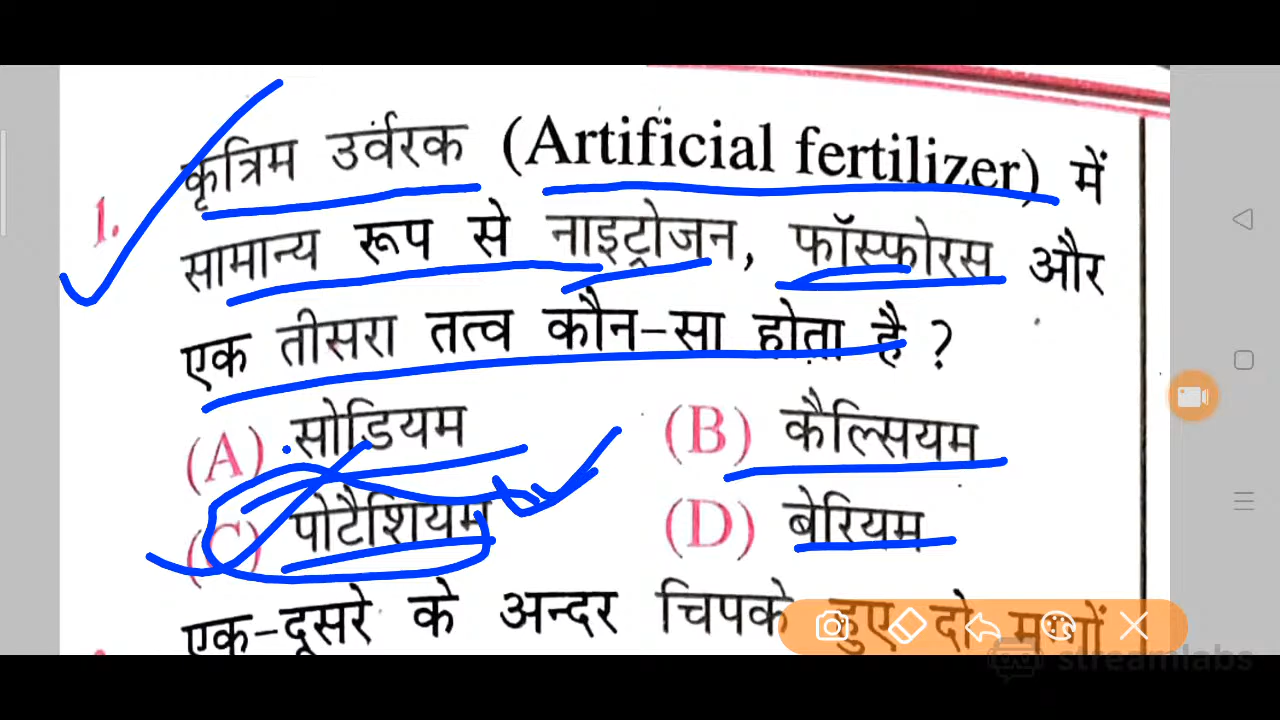 1. कृत्रिम उर्वरक (Artificial fertilizer) में
सामान्य रूप से नाइट्रोजन, फॉस्फोरस और
एक तीसरा तत्व कौन-सा होता है ?
(A) सोडियम (B) कैल्सियम
(C) पोटैशियम (D) बेरियम
एक-दूसरे के अन्दर चिपके हुए दो
streamlabs